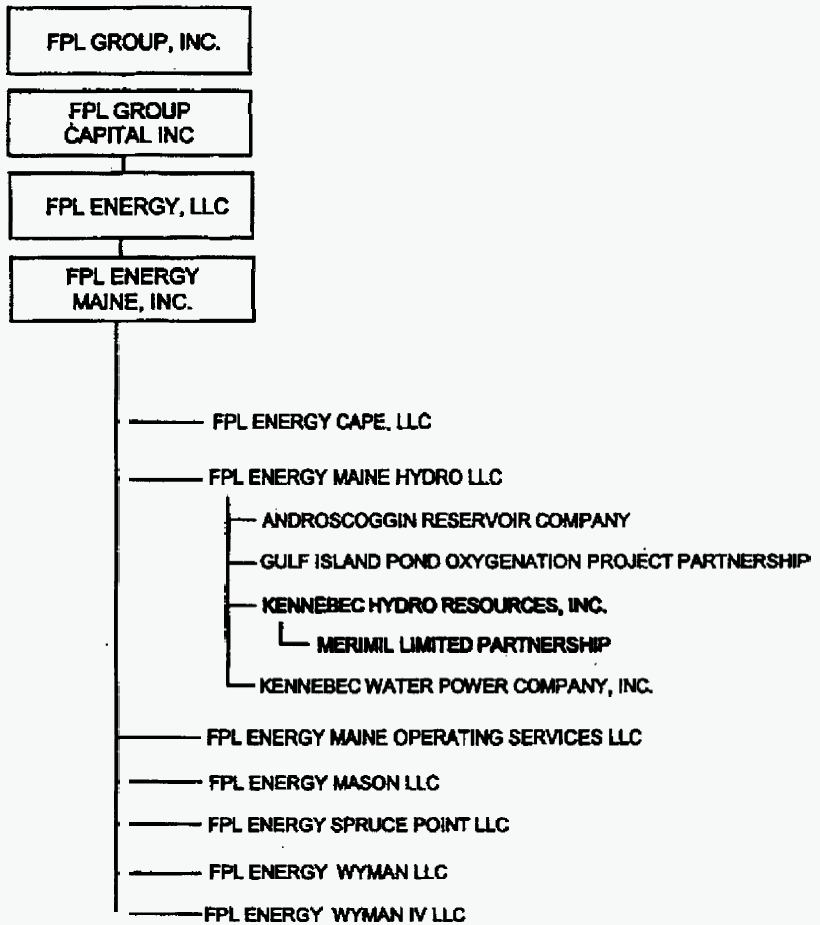 FPL GROUP, INC.
FPL GROUP
CAPITAL INC
FPL ENERGY, LLC
FPL ENERGY
MAINE, INC.
FPL ENERGY CAPE, LLC
FPL ENERGY MAINE HYDRO LLC
ANDROSCOGGIN RESERVOIR COMPANY
GULF ISLAND POND OXYGENATION PROJECT PARTNERSHIP
KENNEBEC HYDRO RESOURCES, INC.
MERIMIL LIMITED PARTNERSHIP
KENNEBEC WATER POWER COMPANY, INC.
FPL ENERGY MAINE OPERATING SERVICES LLC
FPL ENERGY MASON LLC
FPL ENERGY SPRUCE POINT LLC
FPL ENERGY WYMAN LLC
FPL ENERGY WYMAN IV LLC